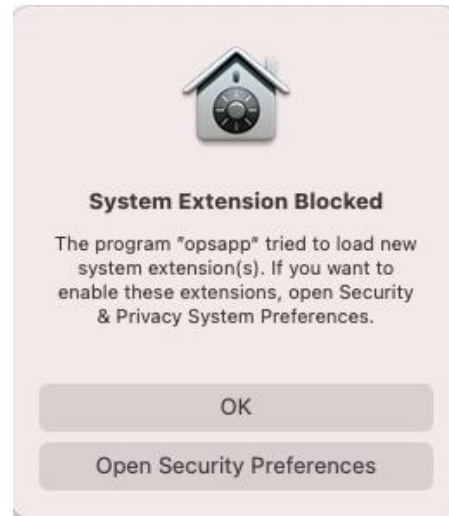 System Extension Blocked
The program "opsapp" tried to load new
system extension(s). If you want to
enable these extensions, open Security
& Privacy System Preferences.
OK
Open Security Preferences